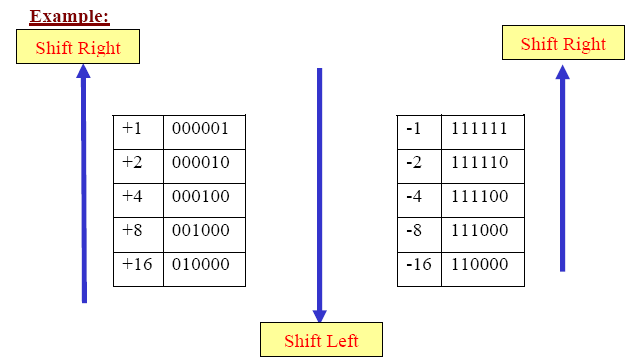 Example:
Shift Right
Shift Right
+1 000001 -1 111111
+2 000010 -2 111110
+4 000100 -4 111100
+8 001000 -8 111000
+16 010000 -16 110000
Shift Left